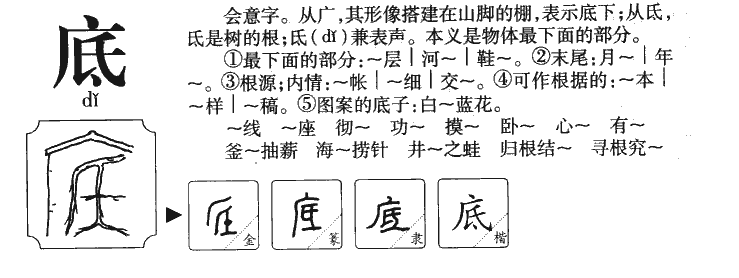 底
dǐ
会意字。从广,其形像搭建在山脚的棚,表示底下;从氐,
氐是树的根;氐(dǐ)兼表声。本义是物体最下面的部分。
①最下面的部分:~层|河~|鞋~。②末尾:月~|年
~。③根源;内情:~帐|~细|交~。④可作根据的:~本|
~样|~稿。⑤图案的底子:白~蓝花。
~线 ~座 彻~ 功~ 摸~ 卧~ 心~ 有~
釜~抽薪 海~捞针 井~之蛙 归根结~ 寻根究~
金 篆 隶 底 楷